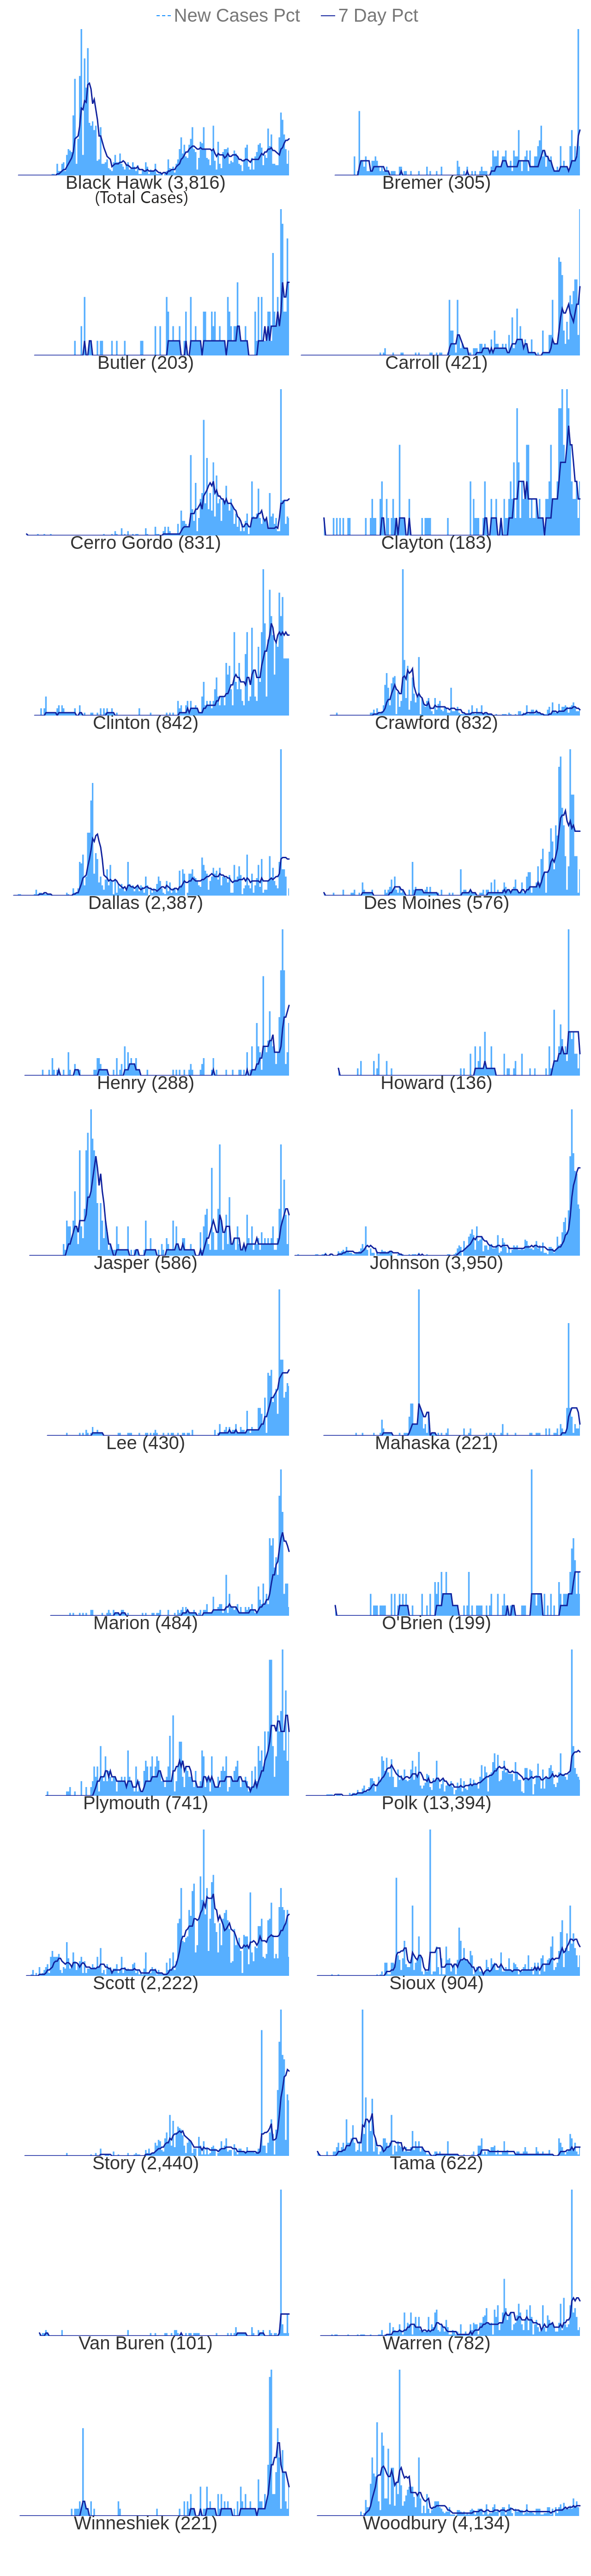 New Cases Pct 7 Day Pct
Black Hawk (3,816)
(Total Cases)
Bremer (305)
Butler (203)
Carroll (421)
Cerro Gordo (831)
Clayton (183)
Clinton (842)
Crawford (832)
Dallas (2,387)
Des Moines (576)
Henry (288)
Howard (136)
Jasper (586)
Johnson (3,950)
Lee (430)
Mahaska (221)
Marion (484)
O'Brien (199)
Plymouth (741)
Polk (13,394)
Scott (2,222)
Sioux (904)
Story (2,440)
Tama (622)
Van Buren (101)
Warren (782)
Winneshiek (221)
Woodbury (4,134)